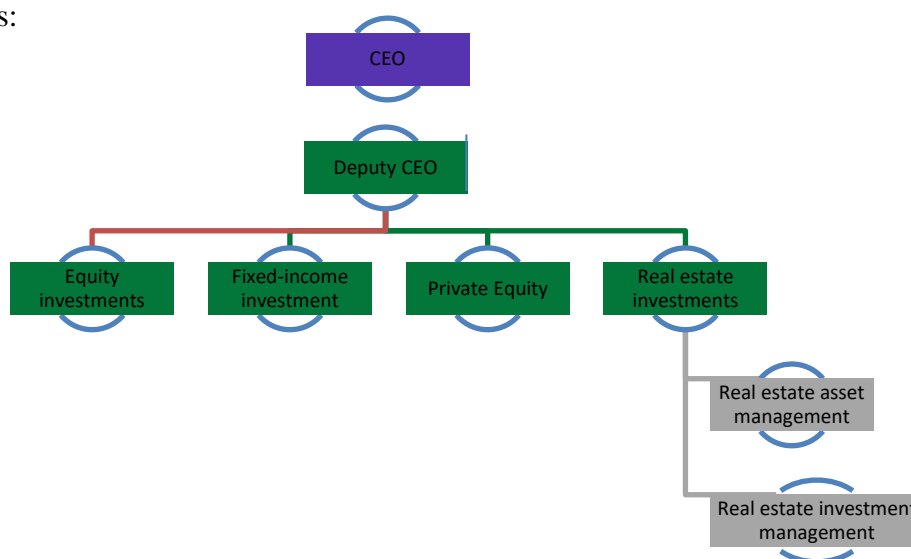 s:
CEO
Deputy CEO
Equity
investments
Fixed-income
investment
Private Equity
Real estate
investments
Real estate asset
management
Real estate investment
management